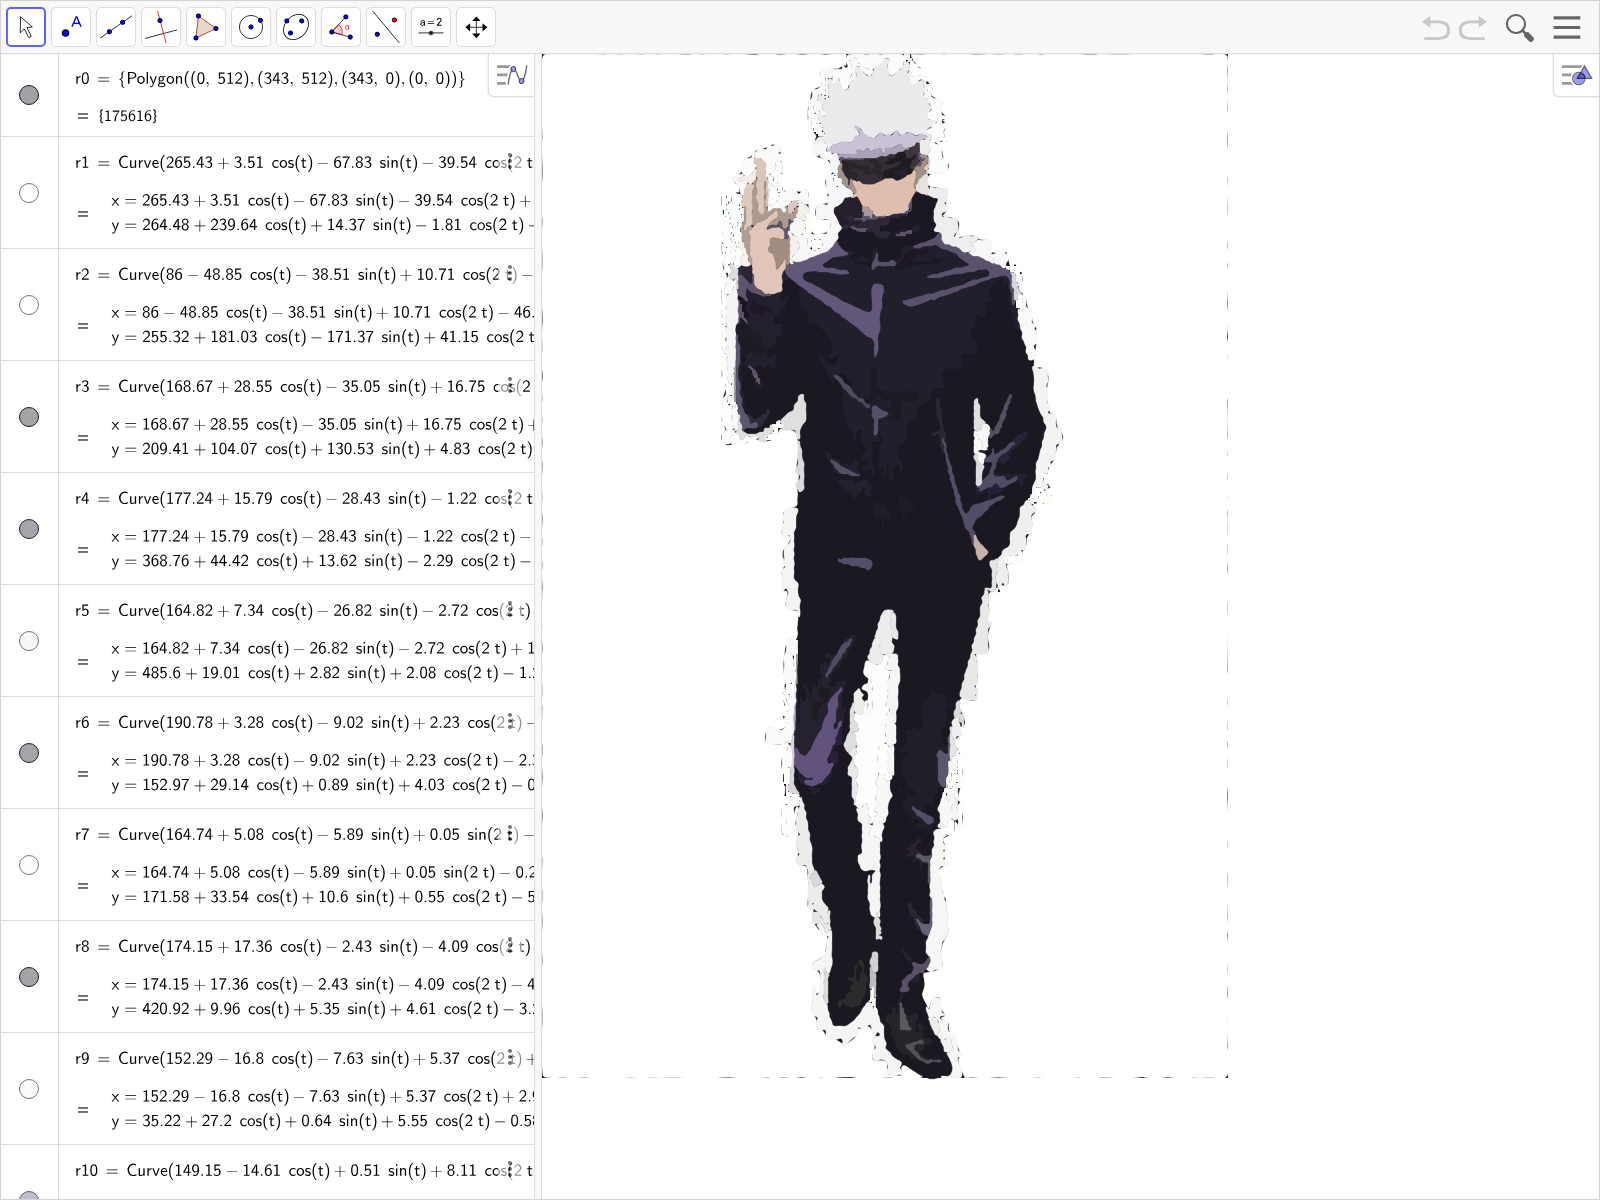 A
α
a=2
r0 = {Polygon((0, 512),(343, 512),(343, 0),(0, 0))}
= {175616}
r1 = Curve(265.43 + 3.51 cos(t) − 67.83 sin(t) − 39.54 cos(2 t
x = 265.43 + 3.51 cos(t) − 67.83 sin(t) − 39.54 cos(2 t) +
=
y = 264.48 + 239.64 cos(t) + 14.37 sin(t) − 1.81 cos(2 t) −
r2 = Curve(86 − 48.85 cos(t) − 38.51 sin(t) + 10.71 cos(2 t) −
x = 86 − 48.85 cos(t) − 38.51 sin(t) + 10.71 cos(2 t) − 46.
=
y = 255.32 + 181.03 cos(t) − 171.37 sin(t) + 41.15 cos(2 t
r3 = Curve(168.67 + 28.55 cos(t) − 35.05 sin(t) + 16.75 cos(2
x = 168.67 + 28.55 cos(t) − 35.05 sin(t) + 16.75 cos(2 t) +
=
y = 209.41 + 104.07 cos(t) + 130.53 sin(t) + 4.83 cos(2 t)
r4 = Curve(177.24 + 15.79 cos(t) − 28.43 sin(t) − 1.22 cos(2 t
x = 177.24 + 15.79 cos(t) − 28.43 sin(t) − 1.22 cos(2 t) −
=
y = 368.76 + 44.42 cos(t) + 13.62 sin(t) − 2.29 cos(2 t) −
r5 = Curve(164.82 + 7.34 cos(t) − 26.82 sin(t) − 2.72 cos(2 t)
x = 164.82 + 7.34 cos(t) − 26.82 sin(t) − 2.72 cos(2 t) + 1
=
y = 485.6 + 19.01 cos(t) + 2.82 sin(t) + 2.08 cos(2 t) − 1.
r6 = Curve(190.78 + 3.28 cos(t) − 9.02 sin(t) + 2.23 cos(2 t) −
x = 190.78 + 3.28 cos(t) − 9.02 sin(t) + 2.23 cos(2 t) − 2.
=
y = 152.97 + 29.14 cos(t) + 0.89 sin(t) + 4.03 cos(2 t) − 0
r7 = Curve(164.74 + 5.08 cos(t) − 5.89 sin(t) + 0.05 sin(2 t) −
x = 164.74 + 5.08 cos(t) − 5.89 sin(t) + 0.05 sin(2 t) − 0.2
=
y = 171.58 + 33.54 cos(t) + 10.6 sin(t) + 0.55 cos(2 t) − 5
r8 = Curve(174.15 + 17.36 cos(t) − 2.43 sin(t) − 4.09 cos(2 t)
x = 174.15 + 17.36 cos(t) − 2.43 sin(t) − 4.09 cos(2 t) − 4
=
y = 420.92 + 9.96 cos(t) + 5.35 sin(t) + 4.61 cos(2 t) − 3.
r9 = Curve(152.29 − 16.8 cos(t) − 7.63 sin(t) + 5.37 cos(2 t) +
x = 152.29 − 16.8 cos(t) − 7.63 sin(t) + 5.37 cos(2 t) + 2.
=
y = 35.22 + 27.2 cos(t) + 0.64 sin(t) + 5.55 cos(2 t) − 0.5
r10 = Curve(149.15 − 14.61 cos(t) + 0.51 sin(t) + 8.11 cos(2 t